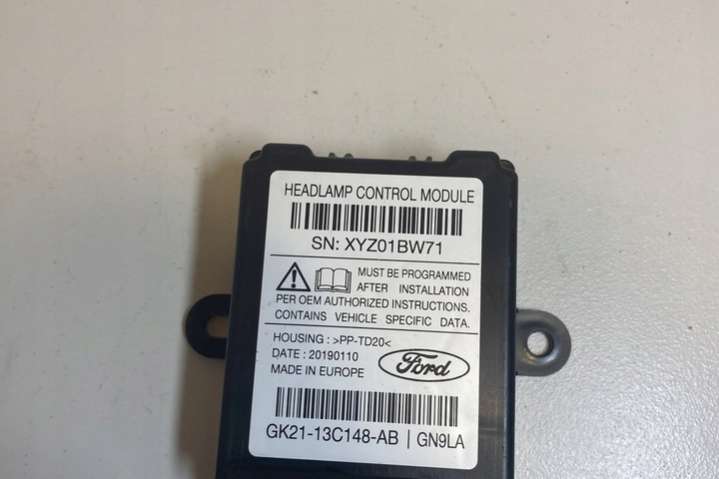 HEADLAMP CONTROL MODULE
SN: XYZ01BW71
MUST BE PROGRAMMED
AFTER INSTALLATION
PER OEM AUTHORIZED INSTRUCTIONS.
CONTAINS VEHICLE SPECIFIC DATA.
HOUSING : >PP-TD20<
DATE : 20190110
MADE IN EUROPE
Ford
GK21-13C148-AB | GN9LA